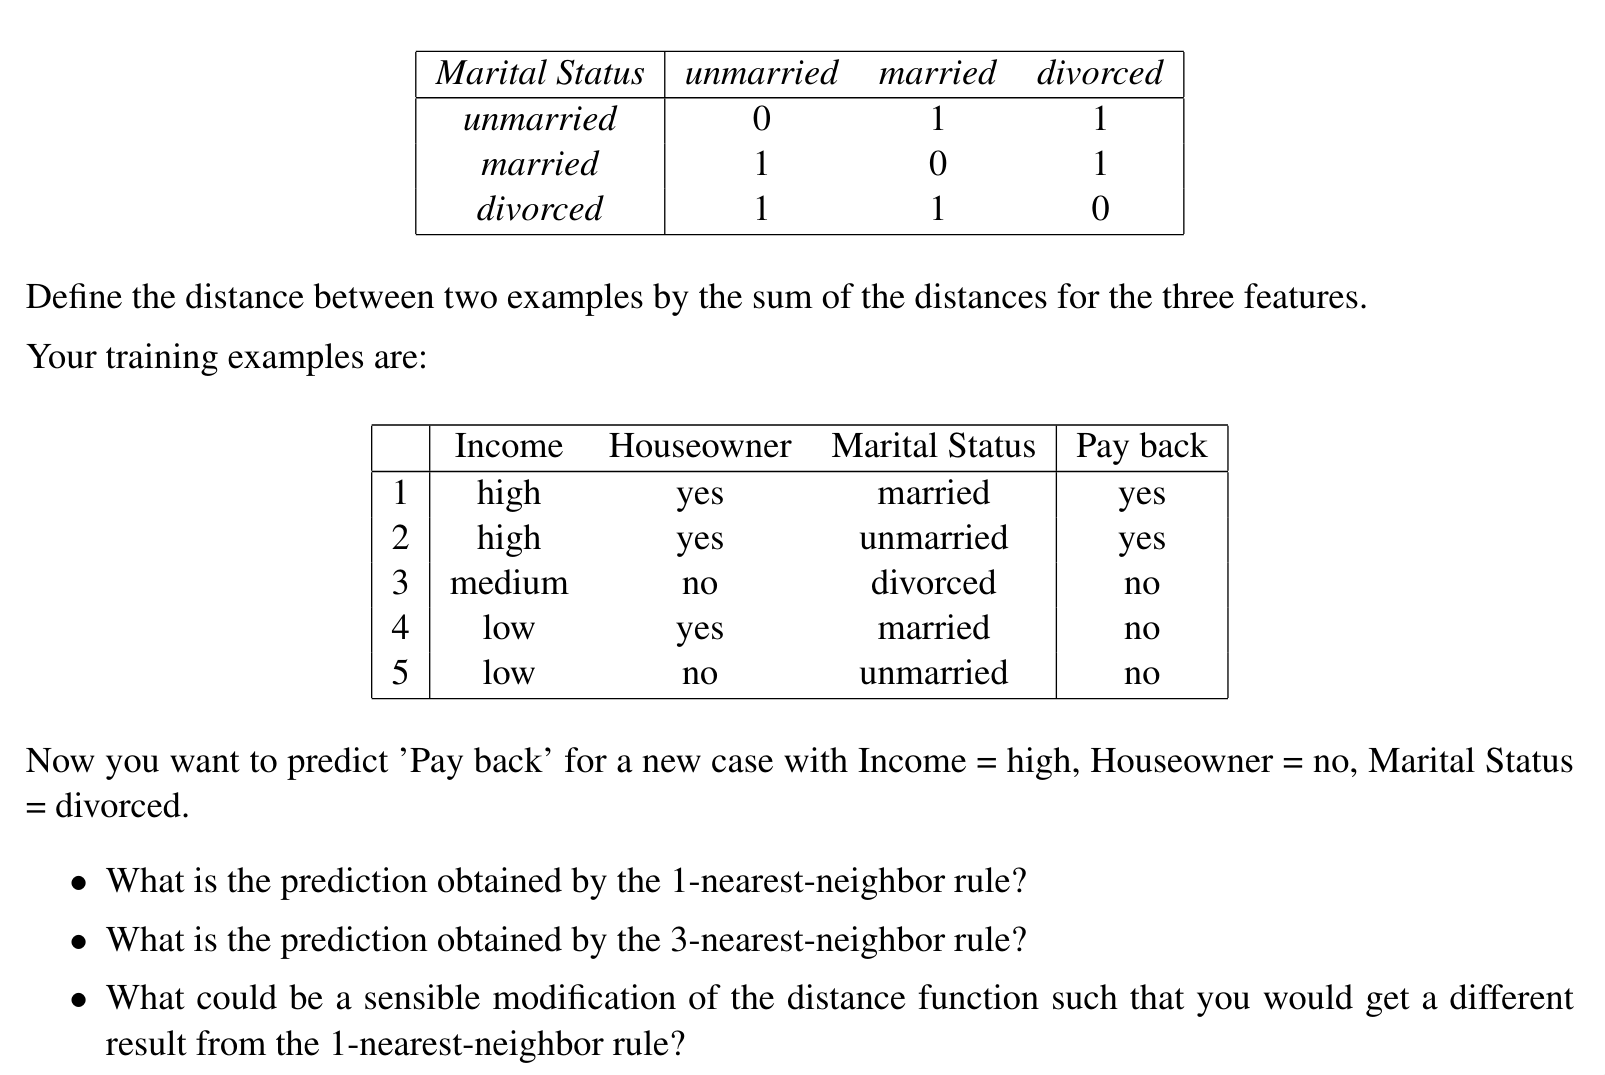 Marital Status unmarried married divorced
unmarried 0 1 1
married 1 0 1
divorced 1 1 0
Define the distance between two examples by the sum of the distances for the three features.
Your training examples are:
Income Houseowner Marital Status Pay back
1 high yes married yes
2 high yes unmarried yes
3 medium no divorced no
4 low yes married no
5 low no unmarried no
Now you want to predict ’Pay back’ for a new case with Income = high, Houseowner = no, Marital Status
= divorced.
• What is the prediction obtained by the 1-nearest-neighbor rule?
• What is the prediction obtained by the 3-nearest-neighbor rule?
• What could be a sensible modification of the distance function such that you would get a different
result from the 1-nearest-neighbor rule?